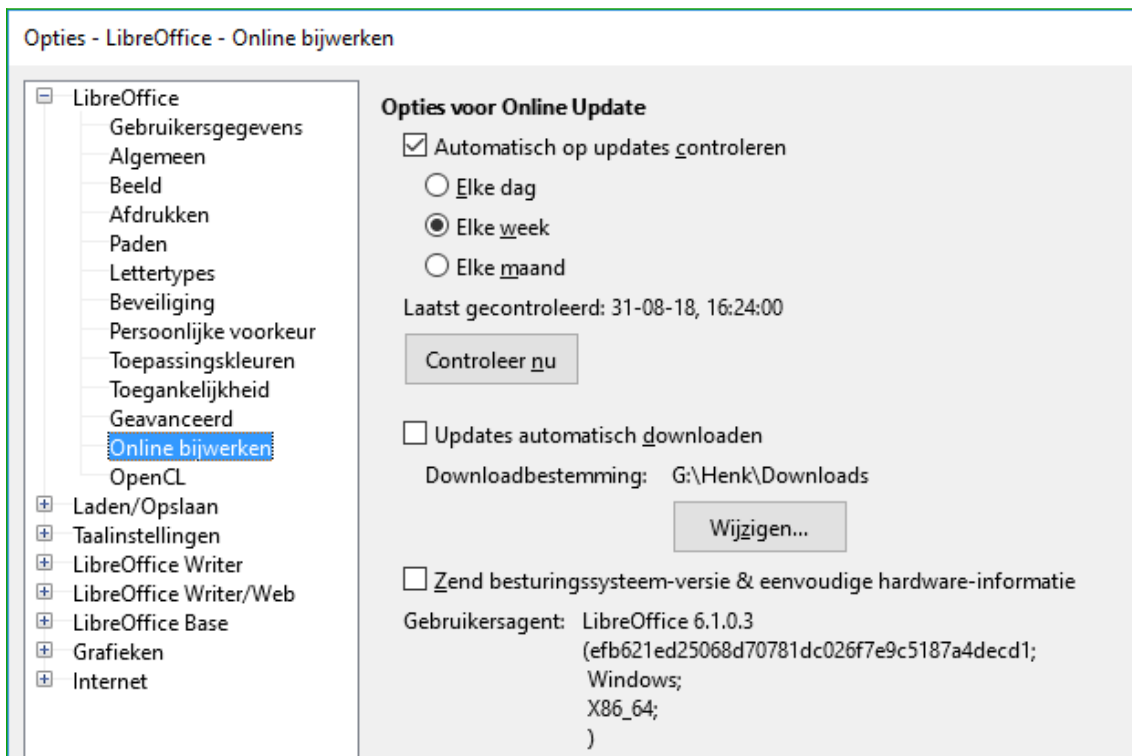 Opties - LibreOffice - Online bijwerken
LibreOffice
Gebruikersgegevens
Algemeen
Beeld
Afdrukken
Paden
Lettertypes
Beveiliging
Persoonlijke voorkeur
Toepassingskleuren
Toegankelijkheid
Geavanceerd
Online bijwerken
OpenCL
Laden/Opslaan
Taalinstellingen
LibreOffice Writer
LibreOffice Writer/Web
LibreOffice Base
Grafieken
Internet
Opties voor Online Update
Automatisch op updates controleren
Elke dag
Elke week
Elke maand
Laatst gecontroleerd: 31-08-18, 16:24:00
Controleer nu
Updates automatisch downloaden
Downloadbestemming: G:\Henk\Downloads
Wijzigen...
Zend besturingssysteem-versie & eenvoudige hardware-informatie
Gebruikersagent: LibreOffice 6.1.0.3
(efb621ed25068d70781dc026f7e9c5187a4decd1;
Windows;
X86_64;
)